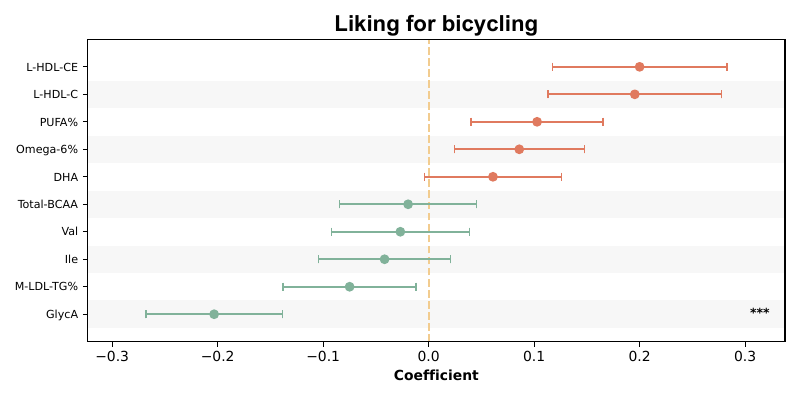 Liking for bicycling
L-HDL-CE
L-HDL-C
PUFA%
Omega-6%
DHA
Total-BCAA
Val
Ile
M-LDL-TG%
GlycA
***
−0.3 −0.2 −0.1 0.0 0.1 0.2 0.3
Coefficient